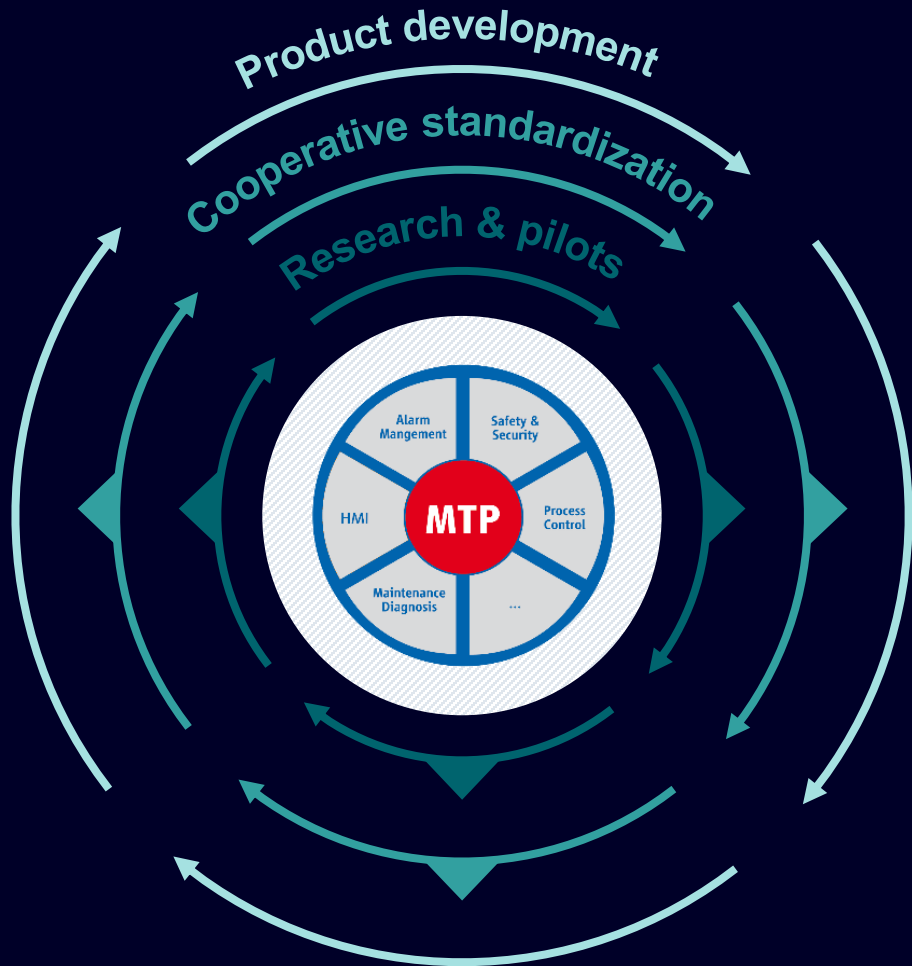 Product development
Cooperative standardization
Research & pilots
Alarm
Mangement
Safety &
Security
HMI
MTP
Process
Control
Maintenance
Diagnosis
...